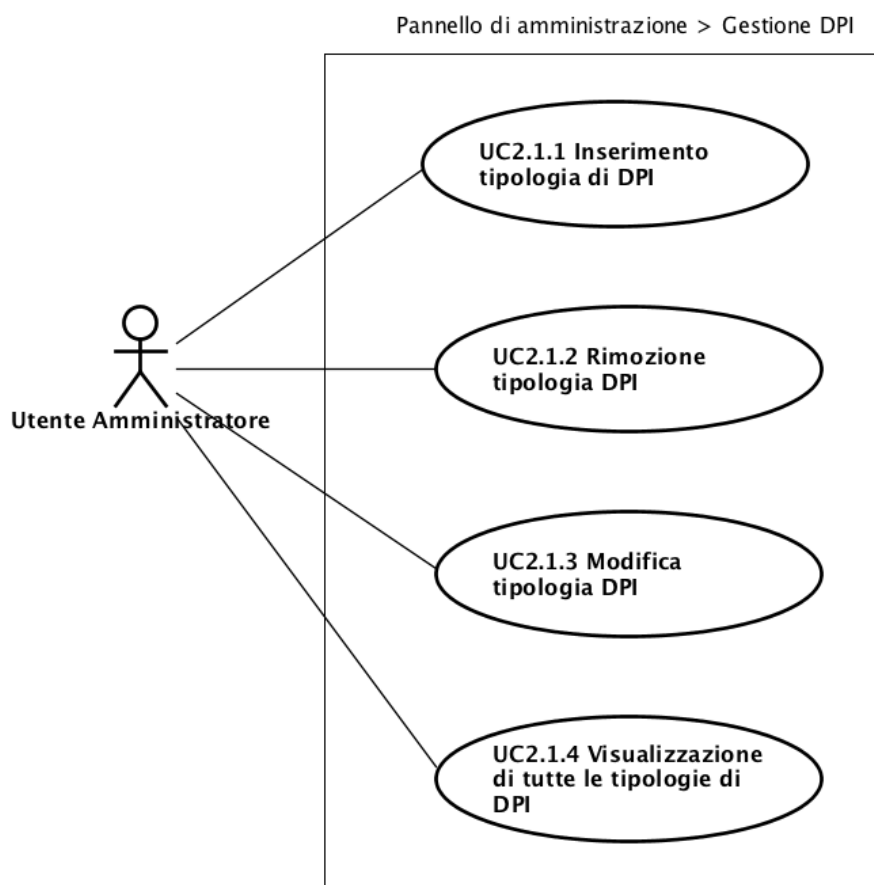 Pannello di amministrazione > Gestione DPI
UC2.1.1 Inserimento
tipologia di DPI
UC2.1.2 Rimozione
tipologia DPI
Utente Amministratore
UC2.1.3 Modifica
tipologia DPI
UC2.1.4 Visualizzazione
di tutte le tipologie di
DPI